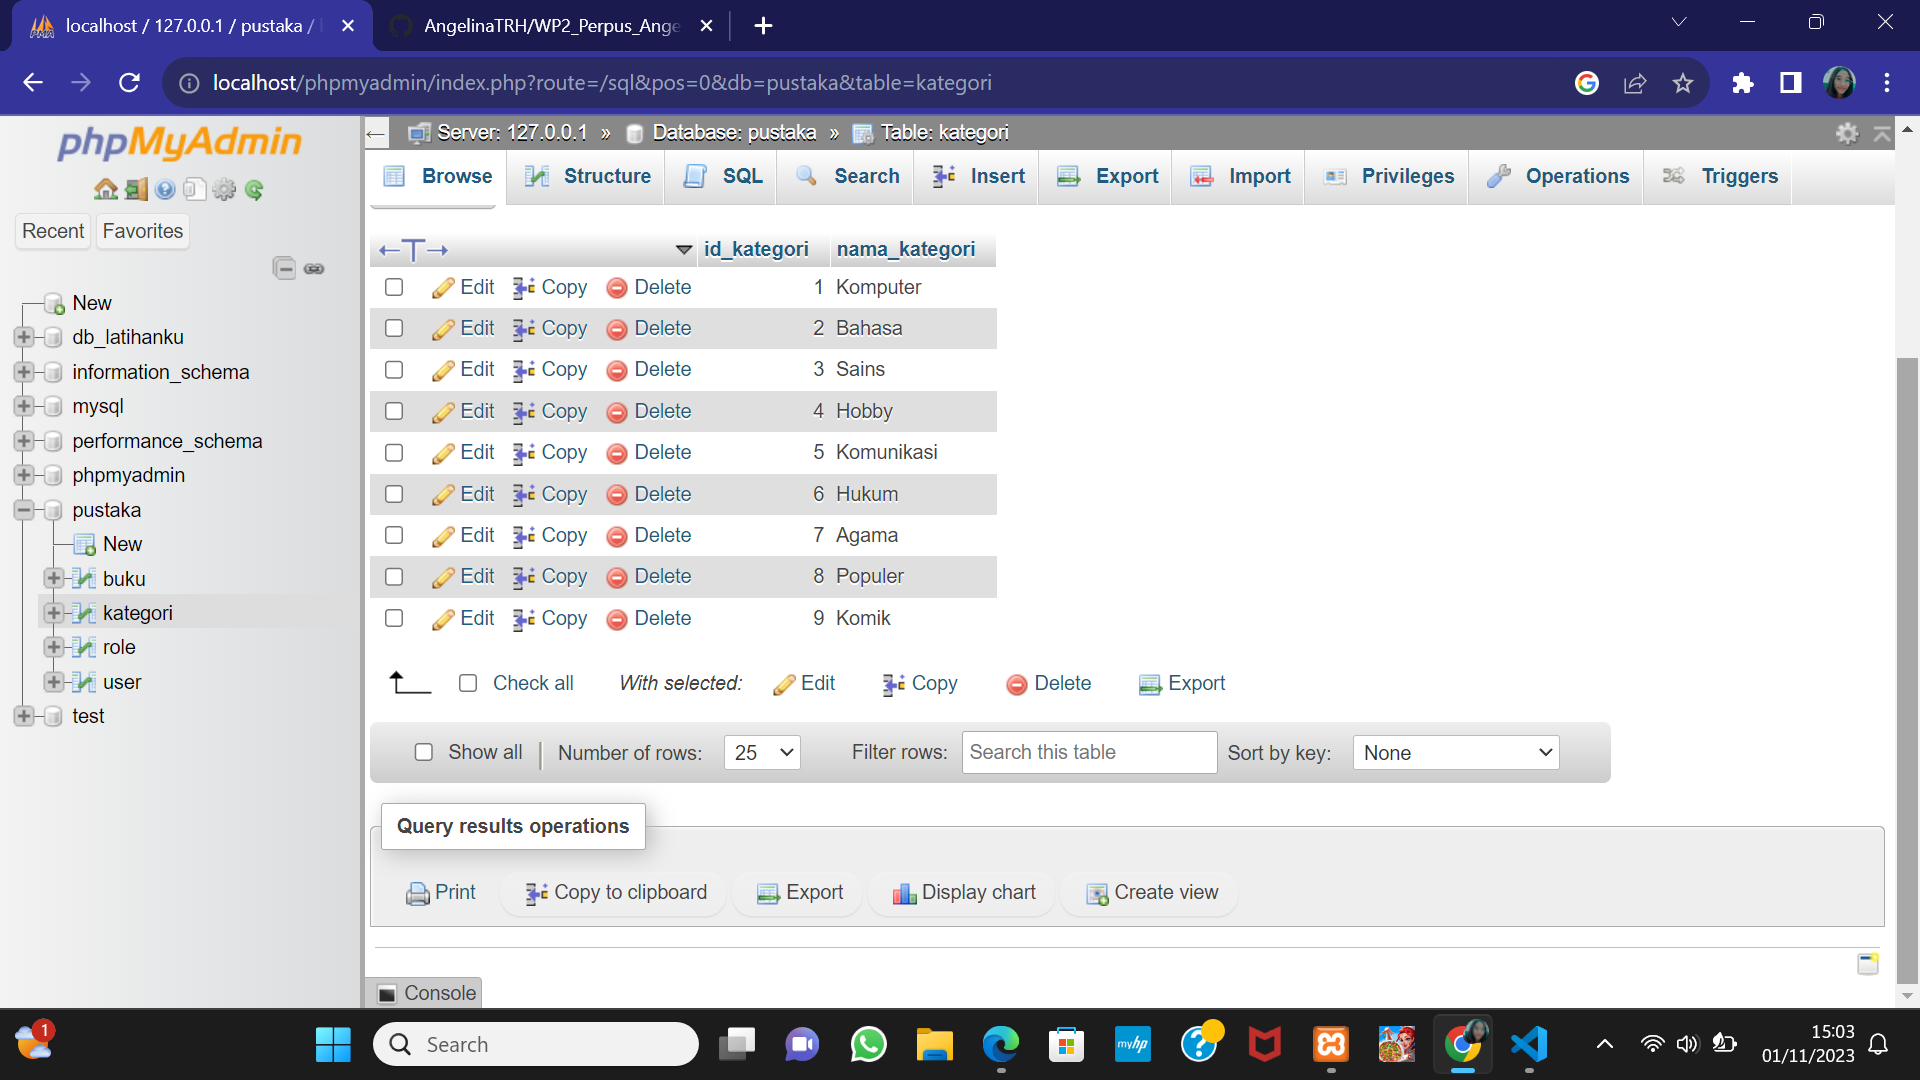 localhost / 127.0.0.1 / pustaka /
AngelinaTRH/WP2_Perpus_Ange
localhost/phpmyadmin/index.php?route=/sql&pos=0&db=pustaka&table=kategori
phpMyAdmin
Recent
Favorites
New
db_latihanku
information_schema
mysql
performance_schema
phpmyadmin
pustaka
New
buku
kategori
role
user
test
Server: 127.0.0.1 » Database: pustaka » Table: kategori
Browse Structure SQL Search Insert Export Import Privileges Operations Triggers
←T→ id_kategori nama_kategori
Edit Copy Delete 1 Komputer
Edit Copy Delete 2 Bahasa
Edit Copy Delete 3 Sains
Edit Copy Delete 4 Hobby
Edit Copy Delete 5 Komunikasi
Edit Copy Delete 6 Hukum
Edit Copy Delete 7 Agama
Edit Copy Delete 8 Populer
Edit Copy Delete 9 Komik
Check all With selected: Edit Copy Delete Export
Show all Number of rows: 25 Filter rows: Search this table Sort by key: None
Query results operations
Print Copy to clipboard Export Display chart Create view
Console
1
Search
myhp
15:03
01/11/2023